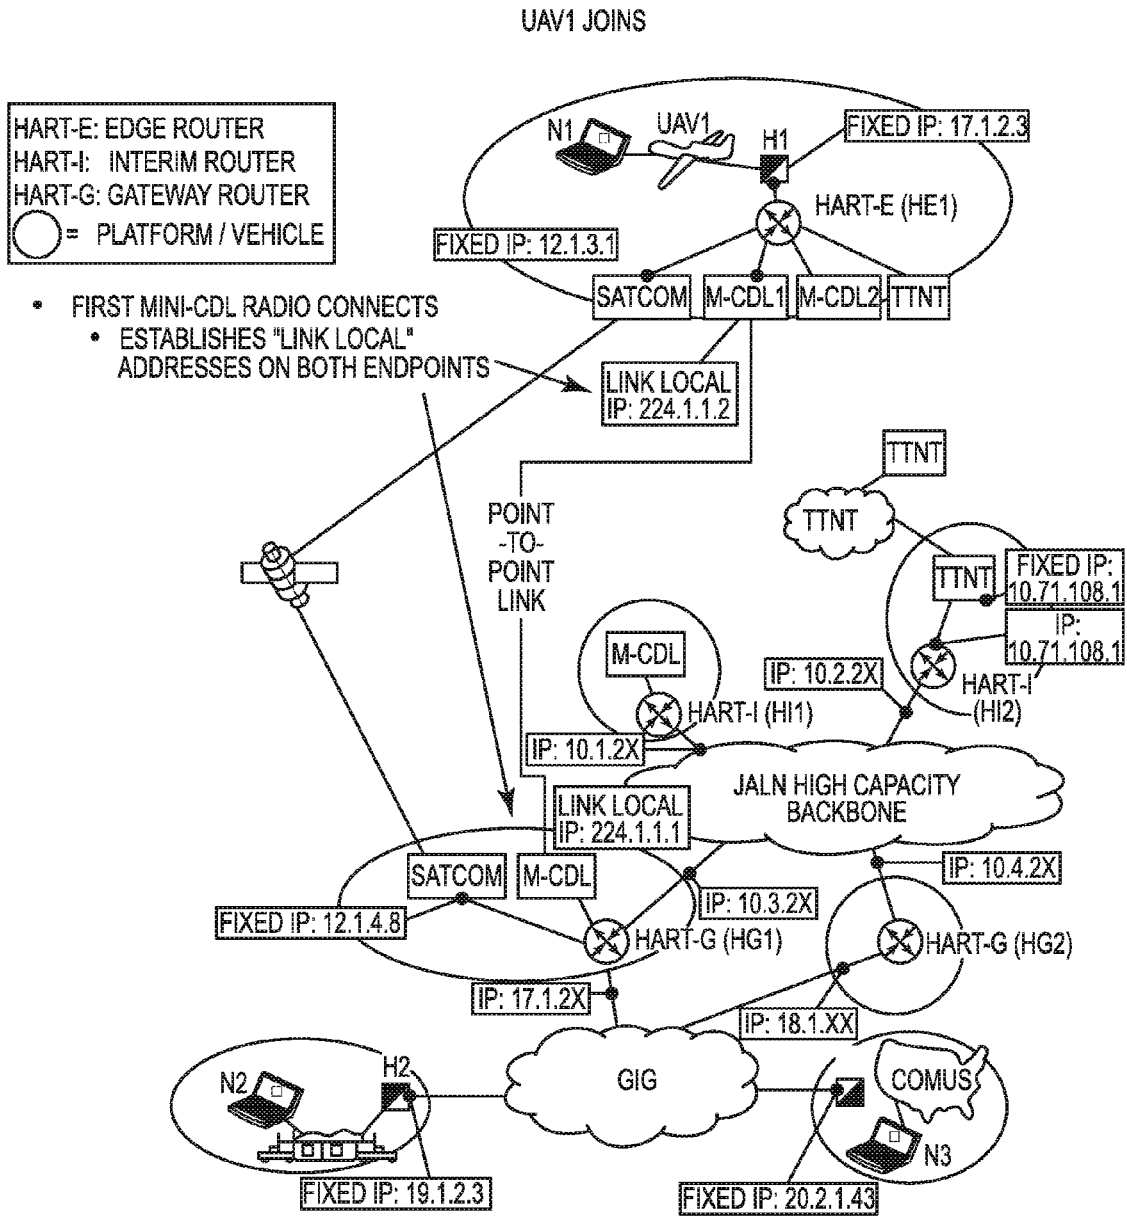 UAV1 JOINS
HART-E: EDGE ROUTER
HART-I: INTERIM ROUTER
HART-G: GATEWAY ROUTER
= PLATFORM / VEHICLE
• FIRST MINI-CDL RADIO CONNECTS
• ESTABLISHES "LINK LOCAL"
ADDRESSES ON BOTH ENDPOINTS
N1
UAV1
H1
FIXED IP: 17.1.2.3
HART-E (HE1)
FIXED IP: 12.1.3.1
SATCOM
M-CDL1
M-CDL2
TTNT
LINK LOCAL
IP: 224.1.1.2
POINT
-TO-
POINT
LINK
TTNT
TTNT
TTNT
FIXED IP:
10.71.108.1
IP:
10.71.108.1
IP: 10.2.2X
HART-I
(HI2)
M-CDL
HART-I (HI1)
IP: 10.1.2X
JALN HIGH CAPACITY
BACKBONE
LINK LOCAL
IP: 224.1.1.1
SATCOM
M-CDL
IP: 10.3.2X
IP: 10.4.2X
FIXED IP: 12.1.4.8
HART-G (HG1)
HART-G (HG2)
IP: 17.1.2X
IP: 18.1.XX
GIG
N2
H2
FIXED IP: 19.1.2.3
COMUS
N3
FIXED IP: 20.2.1.43